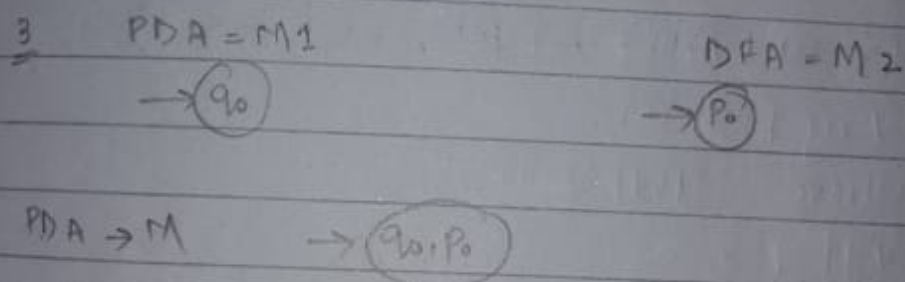 3 PDA = M1 DFA = M2
→ q₀ → P₀
PDA → M → q₀, P₀